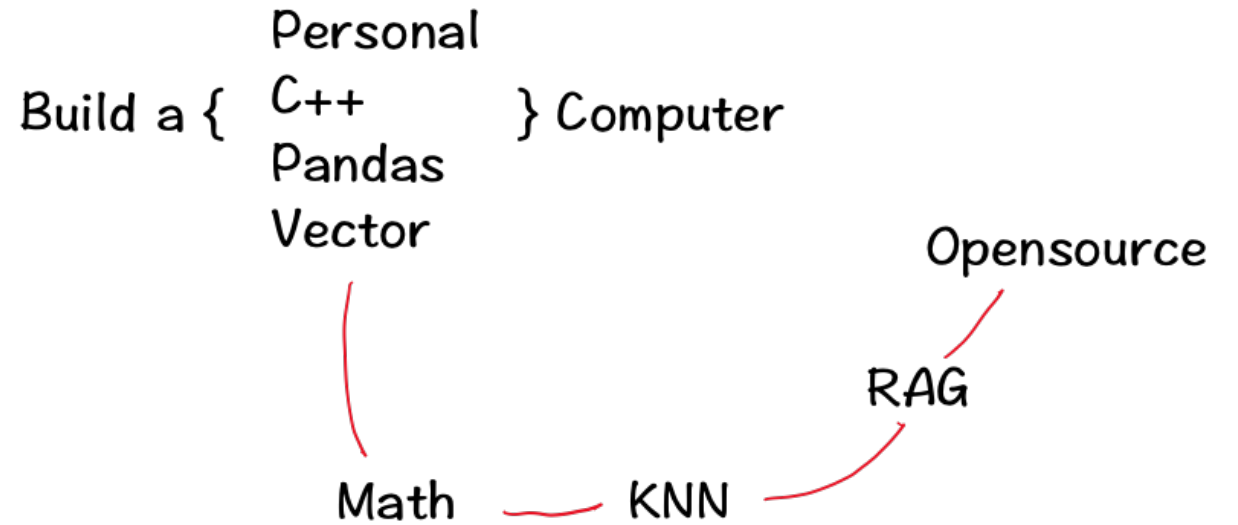 Personal
Build a { C++ } Computer
Pandas
Vector
Opensource
RAG
Math KNN